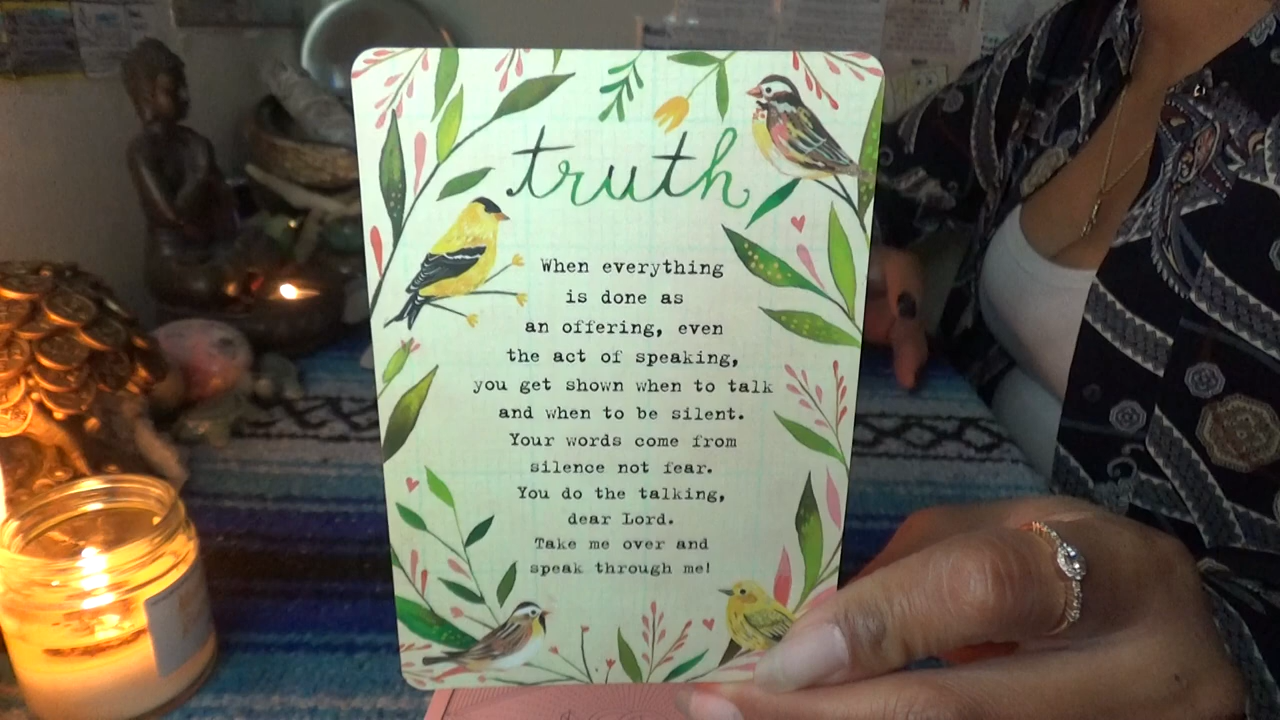 truth
When everything
is done as
an offering, even
the act of speaking,
you get shown when to talk
and when to be silent.
Your words come from
silence not fear.
You do the talking,
dear Lord.
Take me over and
speak through me!